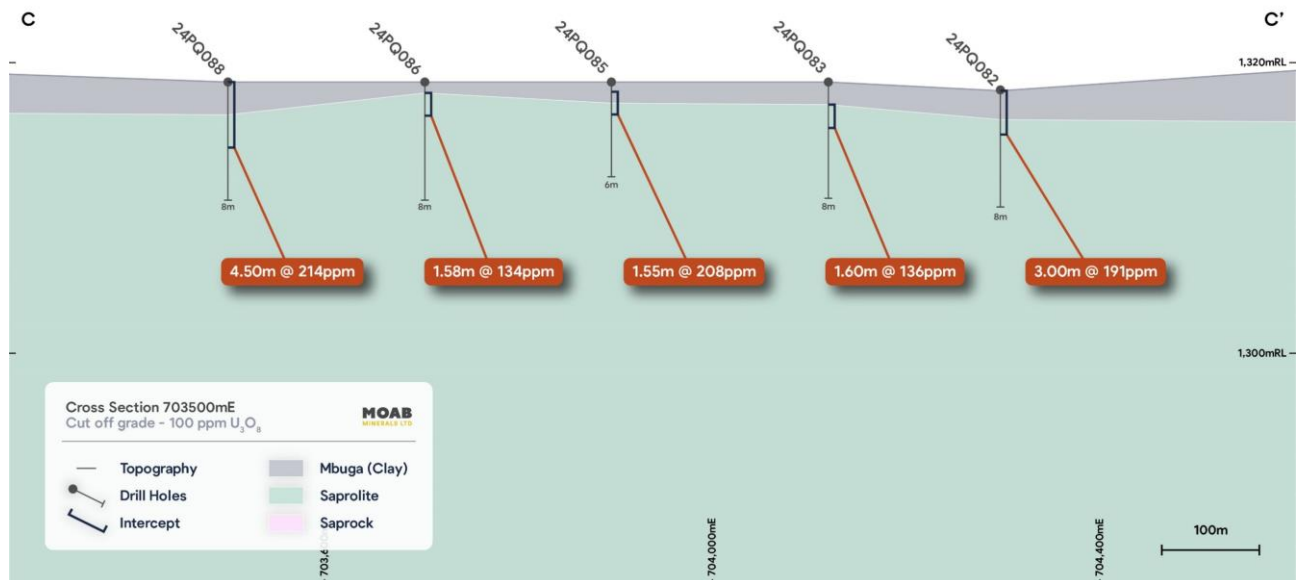 C
C'
24PQ088
24PQ086
24PQ085
24PQ083
24PQ082
1,320mRL
8m
8m
6m
8m
8m
4.50m @ 214ppm
1.58m @ 134ppm
1.55m @ 208ppm
1.60m @ 136ppm
3.00m @ 191ppm
1,300mRL
Cross Section 703500mE
Cut off grade - 100 ppm U₃O₈
MOAB
MINERALS LTD
Topography
Drill Holes
Intercept
Mbuga (Clay)
Saprolite
Saprock
704,000mE
704,400mE
100m